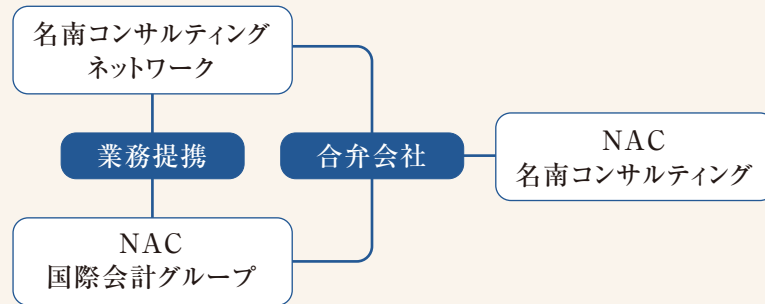 名南コンサルティング
ネットワーク
業務提携
合弁会社
NAC
名南コンサルティング
NAC
国際会計グループ